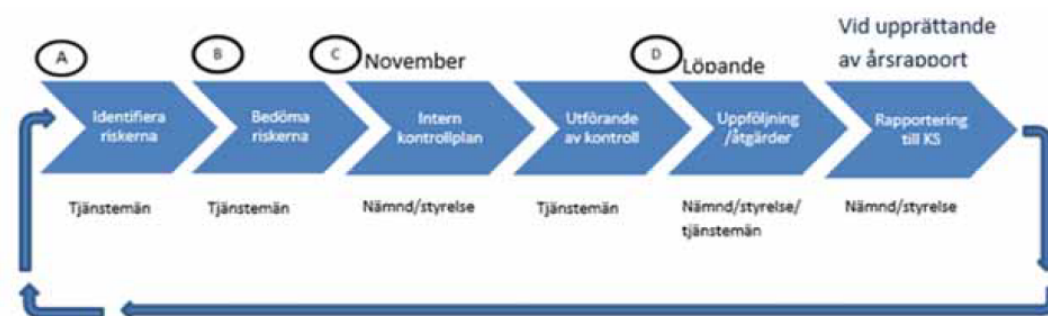 Vid upprättande
av årsrapport
A
B
C
November
D
Löpande
Identifiera
riskerna
Bedöma
riskerna
Intern
kontrollplan
Utförande
av kontroll
Uppföljning
/åtgärder
Rapportering
till KS
Tjänstemän
Tjänstemän
Nämnd/styrelse
Tjänstemän
Nämnd/styrelse/
tjänstemän
Nämnd/styrelse